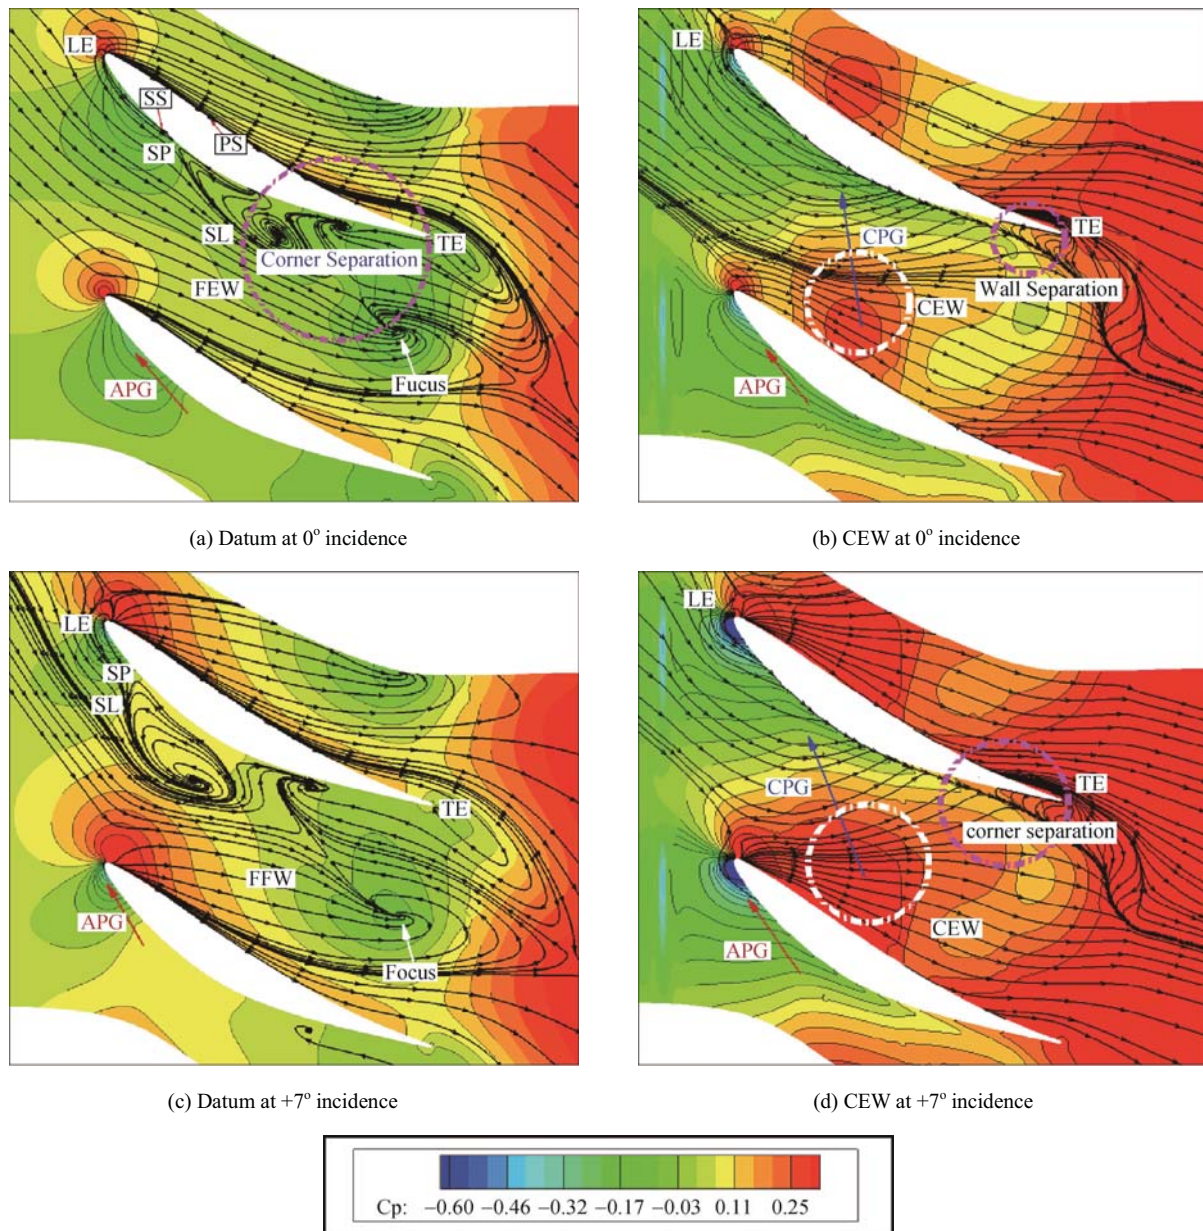 LE
SS
PS
SP
SL
Corner Separation
TE
FEW
APG
Fucus
(a) Datum at 0° incidence
LE
CPG
TE
Wall Separation
CEW
APG
(b) CEW at 0° incidence
LE
SP
SL
TE
FFW
APG
Focus
(c) Datum at +7° incidence
LE
CPG
TE
corner separation
CEW
APG
(d) CEW at +7° incidence
Cp: −0.60 −0.46 −0.32 −0.17 −0.03 0.11 0.25